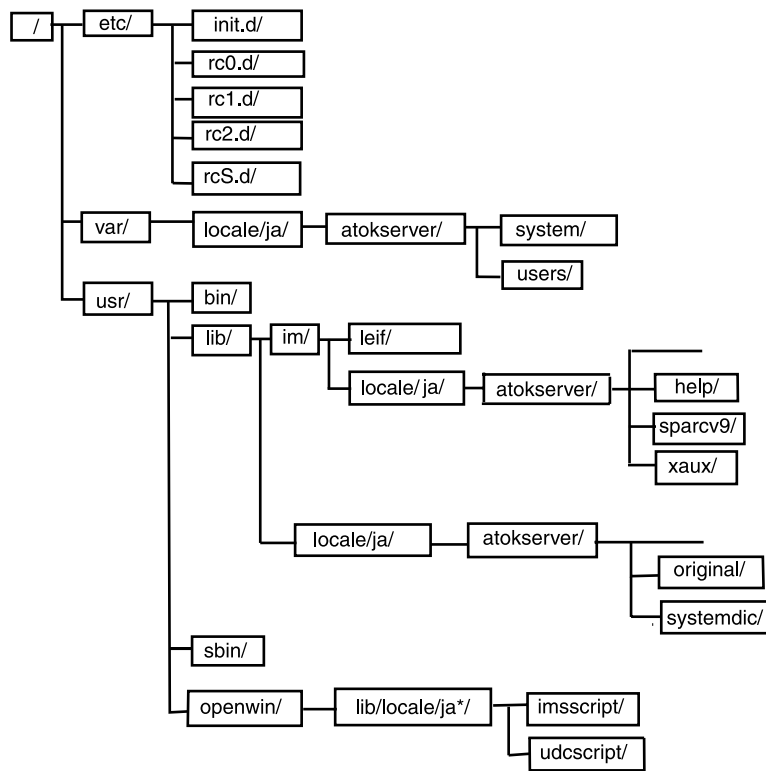 / etc/ init.d/
rc0.d/
rc1.d/
rc2.d/
rcS.d/
var/ locale/ja/ atokserver/ system/
users/
usr/ bin/
lib/ im/ leif/
locale/ja/ atokserver/ help/
sparcv9/
xaux/
locale/ja/ atokserver/
original/
systemdic/
sbin/
openwin/ lib/locale/ja*/ imsscript/
udcscript/